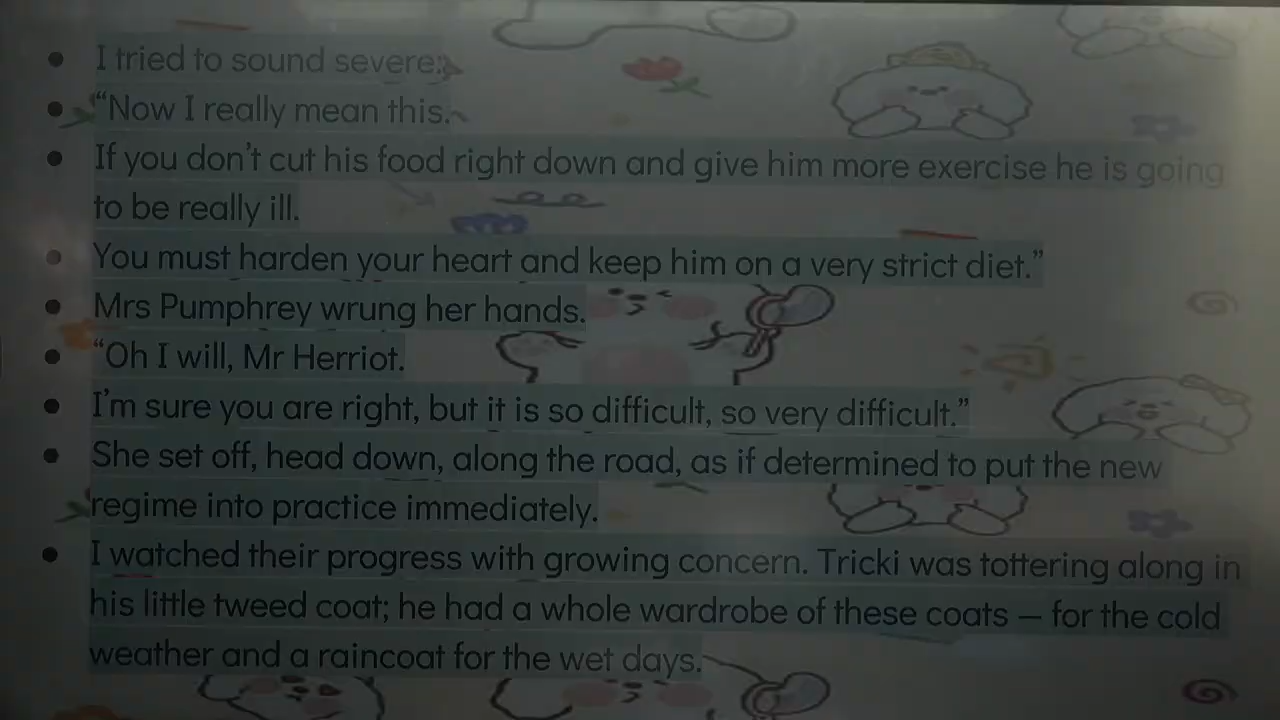 I tried to sound severe:
“Now I really mean this.
If you don’t cut his food right down and give him more exercise he is going
to be really ill.
You must harden your heart and keep him on a very strict diet.”
Mrs Pumphrey wrung her hands.
“Oh I will, Mr Herriot.
I’m sure you are right, but it is so difficult, so very difficult.”
She set off, head down, along the road, as if determined to put the new
regime into practice immediately.
I watched their progress with growing concern. Tricki was tottering along in
his little tweed coat; he had a whole wardrobe of these coats — for the cold
weather and a raincoat for the wet days.